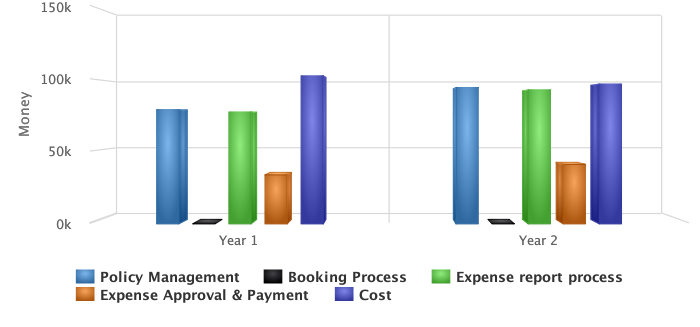 150k
100k
50k
0k
Money
Year 1 Year 2
Policy Management Booking Process Expense report process
Expense Approval & Payment Cost